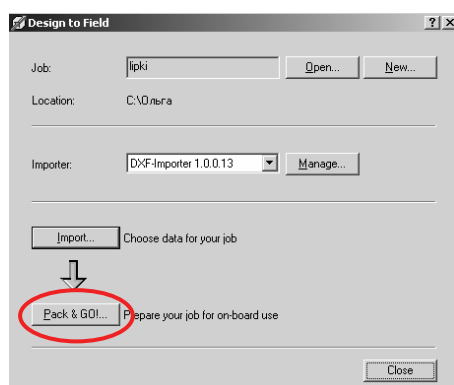 Design to Field
Job: lipki Open... New...
Location: C:\Ольга
Importer: DXF-Importer 1.0.0.13 Manage...
Import... Choose data for your job
Pack & GO!... Prepare your job for on-board use
Close